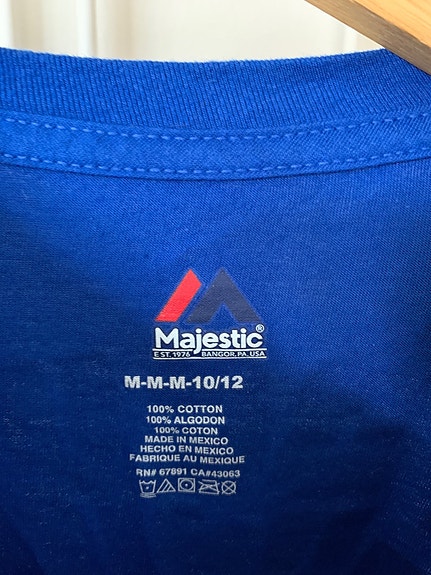 Majestic®
EST. 1976 BANGOR, PA. USA
M-M-M-10/12
100% COTTON
100% ALGODON
100% COTON
MADE IN MEXICO
HECHO EN MEXICO
FABRIQUE AU MEXIQUE
RN# 67891 CA#43063